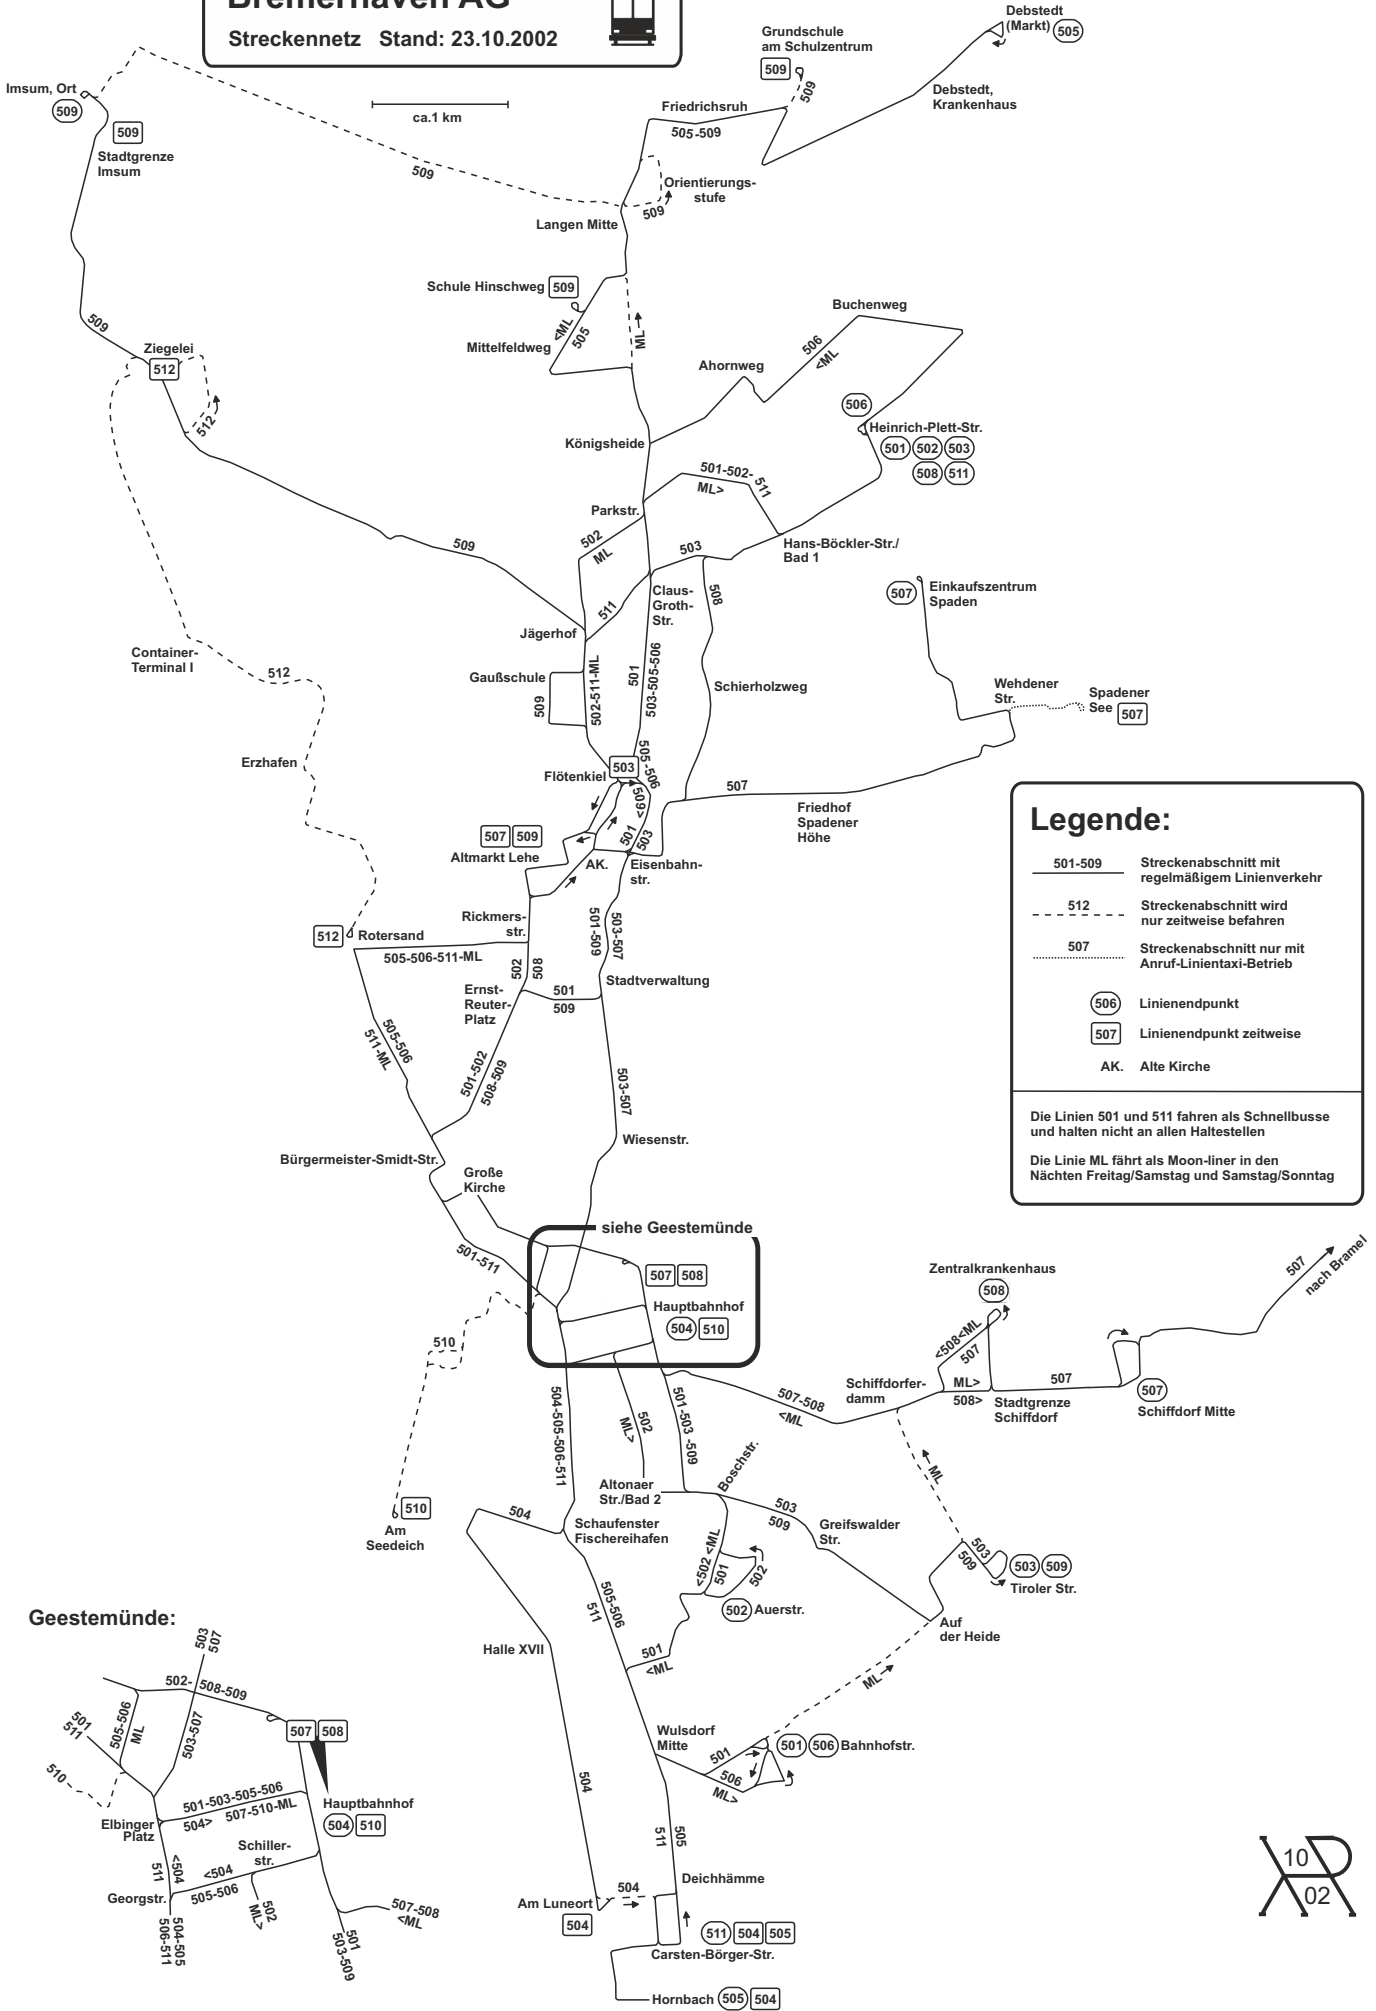 Bremerhaven AG
Streckennetz Stand: 23.10.2002
Debstedt
(Markt) 505
Grundschule
am Schulzentrum
509
509
Imsum, Ort
509
509
Stadtgrenze
Imsum
ca.1 km
Friedrichsruh
505-509
Debstedt,
Krankenhaus
509
Orientierungs-
stufe
509
Langen Mitte
Schule Hinschweg 509
<ML
505
ML
Mittelfeldweg
509
Ziegelei
512
512
Buchenweg
506
<ML
Ahornweg
506
Heinrich-Plett-Str.
501 502 503
508 511
Königsheide
501-502-
511
ML>
Parkstr.
502
ML
503
Hans-Böckler-Str./
Bad 1
509
Claus-
Groth-
Str.
508
511
Jägerhof
507
Einkaufszentrum
Spaden
Container-
Terminal I
512
Gaußschule
509
502-511-ML
501
503-505-506
Schierholzweg
Wehdener
Str.
Spadener
See 507
Erzhafen
Flötenkiel
503
505-506
509>
507
Friedhof
Spadener
Höhe
507 509
Altmarkt Lehe
501
503
AK.
Eisenbahn-
str.
Rickmers-
str.
501-509
503-507
512 Rotersand
505-506-511-ML
502
508
Stadtverwaltung
Ernst-
Reuter-
Platz
501
509
505-506
511-ML
501-502
508-509
503-507
Wiesenstr.
Bürgermeister-Smidt-Str.
Große
Kirche
501-511
siehe Geestemünde
507 508
Hauptbahnhof
504 510
510
Legende:
501-509
Streckenabschnitt mit
regelmäßigem Linienverkehr
512
Streckenabschnitt wird
nur zeitweise befahren
507
Streckenabschnitt nur mit
Anruf-Linientaxi-Betrieb
506 Linienendpunkt
507 Linienendpunkt zeitweise
AK. Alte Kirche
Die Linien 501 und 511 fahren als Schnellbusse
und halten nicht an allen Haltestellen
Die Linie ML fährt als Moon-liner in den
Nächten Freitag/Samstag und Samstag/Sonntag
Zentralkrankenhaus
508
<508<ML
507
507
nach Bramel
Schiffdorfer-
damm
ML>
508>
Stadtgrenze
Schiffdorf
507
507
Schiffdorf Mitte
507-508
<ML
504-505-506-511
502
ML>
501-503-509
Altonaer
Str./Bad 2
Boschstr.
503
509
Greifswalder
Str.
ML
510
Am
Seedeich
504
Schaufenster
Fischereihafen
<502<ML
501
502
502 Auerstr.
503
509
503 509
Tiroler Str.
505-506
511
Auf
der Heide
Halle XVII
501
<ML
ML
Wulsdorf
Mitte
501
506
ML>
501 506 Bahnhofstr.
504
511
505
Deichhämme
Am Luneort
504
504
511 504 505
Carsten-Börger-Str.
Hornbach 505 504
Geestemünde:
503
507
502-
508-509
501
511
505-506
ML
503-507
507 508
510
501-503-505-506
504> 507-510-ML
Hauptbahnhof
504 510
Elbinger
Platz
Schiller-
str.
511
<504
<504
505-506
Georgstr.
502
ML>
507-508
<ML
504-505
506-511
501
503-509
10
02